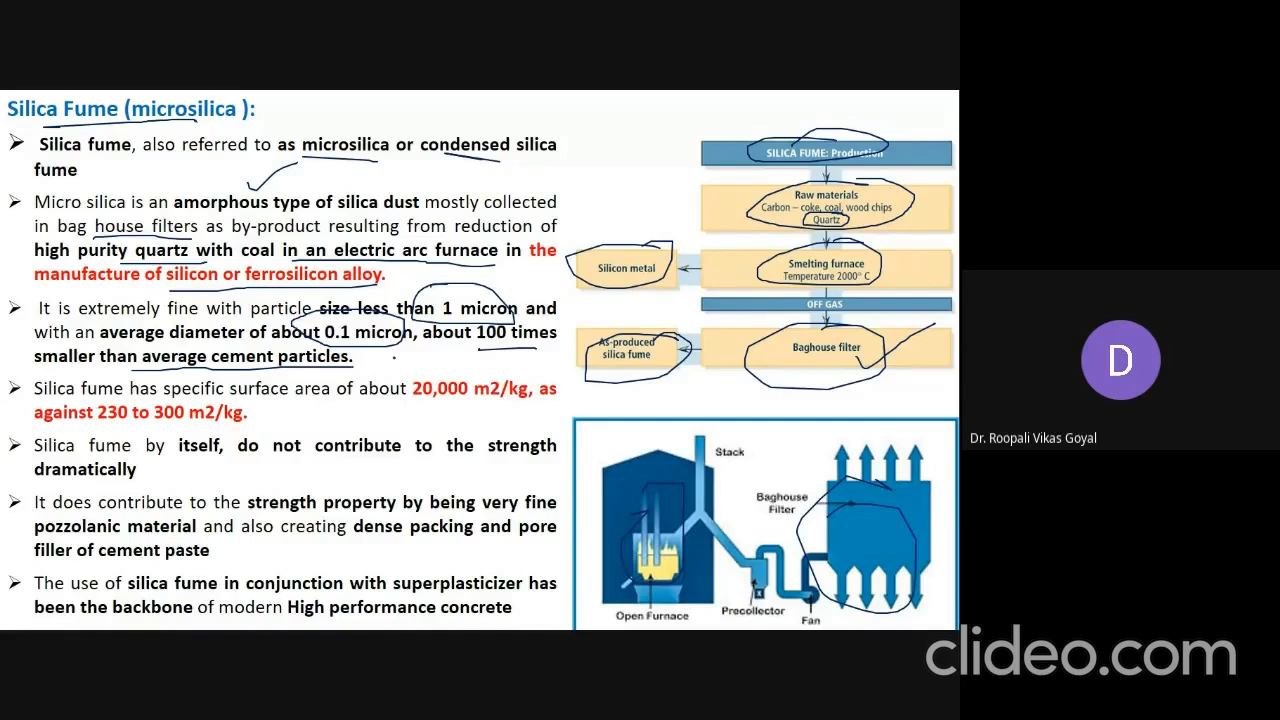 Silica Fume (microsilica ):
➢ Silica fume, also referred to as microsilica or condensed silica
fume
➢ Micro silica is an amorphous type of silica dust mostly collected
in bag house filters as by-product resulting from reduction of
high purity quartz with coal in an electric arc furnace in the
manufacture of silicon or ferrosilicon alloy.
➢ It is extremely fine with particle size less than 1 micron and
with an average diameter of about 0.1 micron, about 100 times
smaller than average cement particles.
➢ Silica fume has specific surface area of about 20,000 m2/kg, as
against 230 to 300 m2/kg.
➢ Silica fume by itself, do not contribute to the strength
dramatically
➢ It does contribute to the strength property by being very fine
pozzolanic material and also creating dense packing and pore
filler of cement paste
➢ The use of silica fume in conjunction with superplasticizer has
been the backbone of modern High performance concrete
SILICA FUME: Production
Raw materials
Carbon – coke, coal, wood chips
Quartz
Silicon metal
Smelting furnace
Temperature 2000° C
OFF GAS
As-produced
silica fume
Baghouse filter
Stack
Baghouse
Filter
Open Furnace
Precollector
Fan
D
Dr. Roopali Vikas Goyal
clideo.com